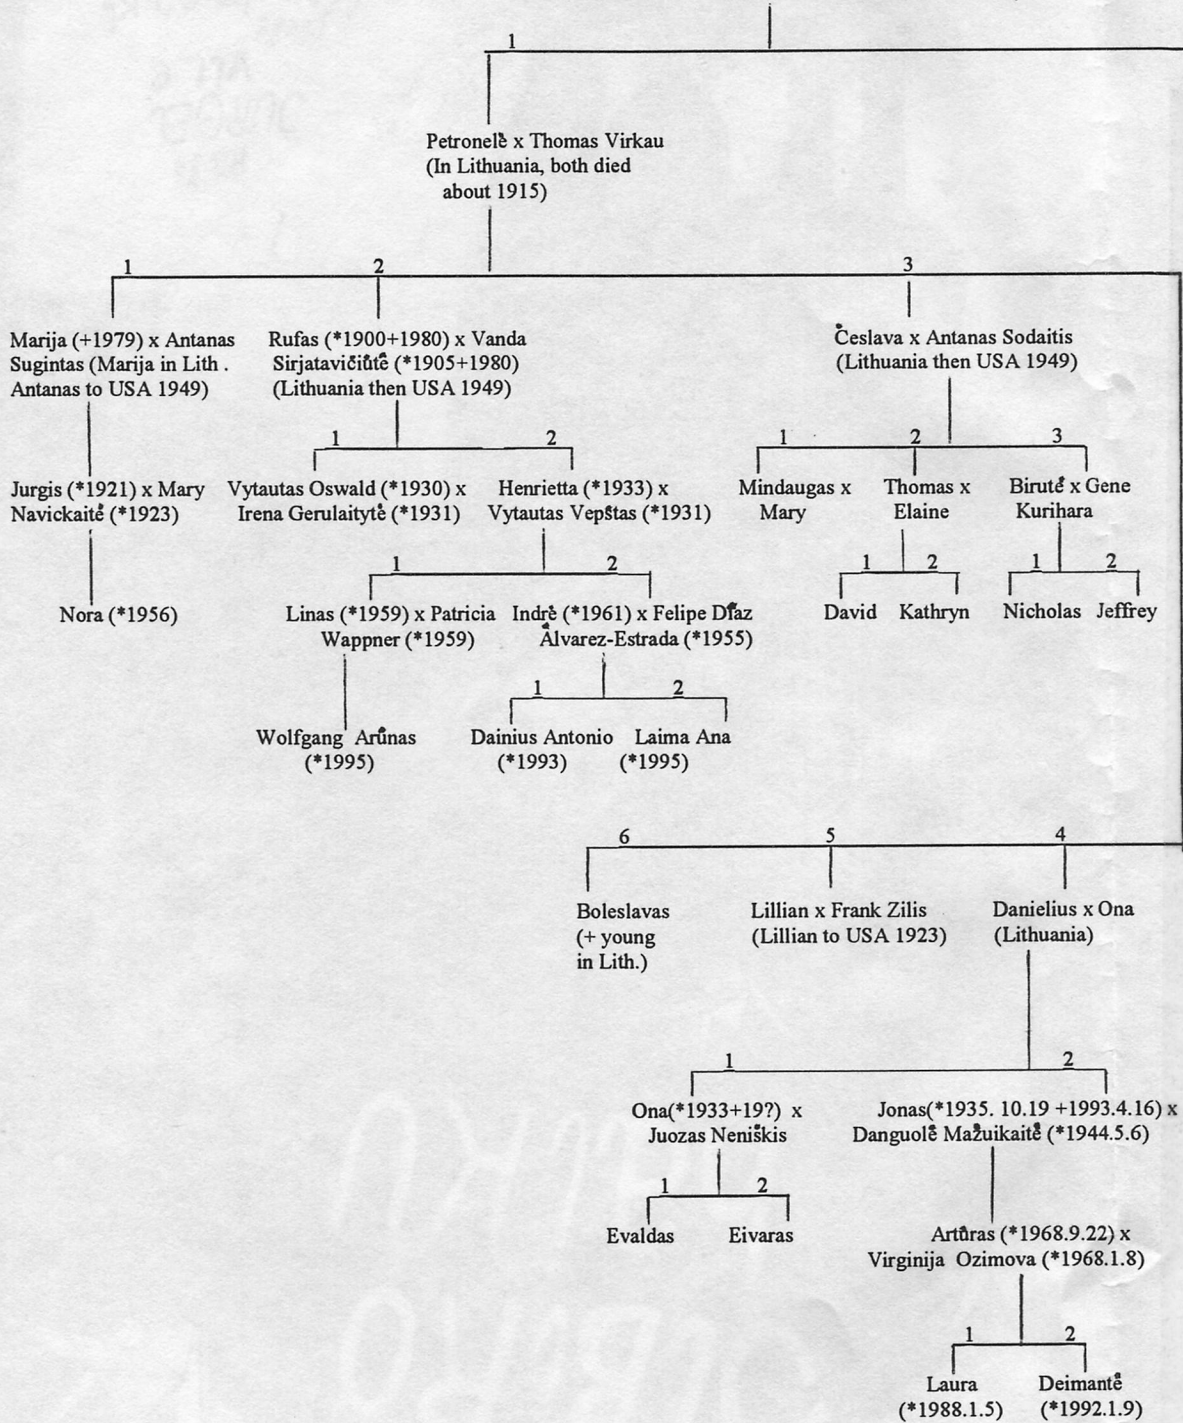 1
Petronelė x Thomas Virkau
(In Lithuania, both died
about 1915)
1 2 3
Marija (+1979) x Antanas
Sugintas (Marija in Lith .
Antanas to USA 1949)
Rufas (*1900+1980) x Vanda
Sirjatavičiūtė (*1905+1980)
(Lithuania then USA 1949)
Česlava x Antanas Sodaitis
(Lithuania then USA 1949)
1 2
1 2 3
Jurgis (*1921) x Mary
Navickaitė (*1923)
Vytautas Oswald (*1930) x
Irena Gerulaitytė (*1931)
Henrietta (*1933) x
Vytautas Vepštas (*1931)
Mindaugas x
Mary
Thomas x
Elaine
Birutė x Gene
Kurihara
1 2
1 2
1 2
Nora (*1956)
Linas (*1959) x Patricia
Wappner (*1959)
Indrė (*1961) x Felipe Díaz
Álvarez-Estrada (*1955)
David
Kathryn
Nicholas
Jeffrey
1 2
Wolfgang Arūnas
(*1995)
Dainius Antonio
(*1993)
Laima Ana
(*1995)
6 5 4
Boleslavas
(+ young
in Lith.)
Lillian x Frank Zilis
(Lillian to USA 1923)
Danielius x Ona
(Lithuania)
1 2
Ona(*1933+19?) x
Juozas Neniškis
Jonas(*1935. 10.19 +1993.4.16) x
Danguolė Mažuikaitė (*1944.5.6)
1 2
Evaldas
Eivaras
Artūras (*1968.9.22) x
Virginija Ozimova (*1968.1.8)
1 2
Laura
(*1988.1.5)
Deimantė
(*1992.1.9)